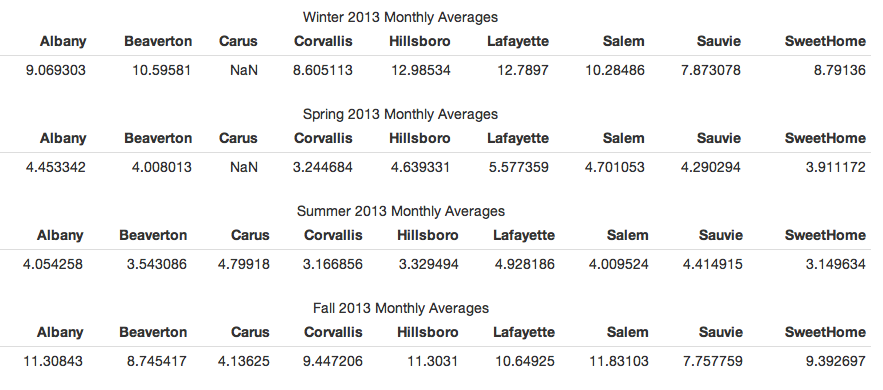 Winter 2013 Monthly Averages
Albany Beaverton Carus Corvallis Hillsboro Lafayette Salem Sauvie SweetHome
9.069303 10.59581 NaN 8.605113 12.98534 12.7897 10.28486 7.873078 8.79136
Spring 2013 Monthly Averages
Albany Beaverton Carus Corvallis Hillsboro Lafayette Salem Sauvie SweetHome
4.453342 4.008013 NaN 3.244684 4.639331 5.577359 4.701053 4.290294 3.911172
Summer 2013 Monthly Averages
Albany Beaverton Carus Corvallis Hillsboro Lafayette Salem Sauvie SweetHome
4.054258 3.543086 4.79918 3.166856 3.329494 4.928186 4.009524 4.414915 3.149634
Fall 2013 Monthly Averages
Albany Beaverton Carus Corvallis Hillsboro Lafayette Salem Sauvie SweetHome
11.30843 8.745417 4.13625 9.447206 11.3031 10.64925 11.83103 7.757759 9.392697